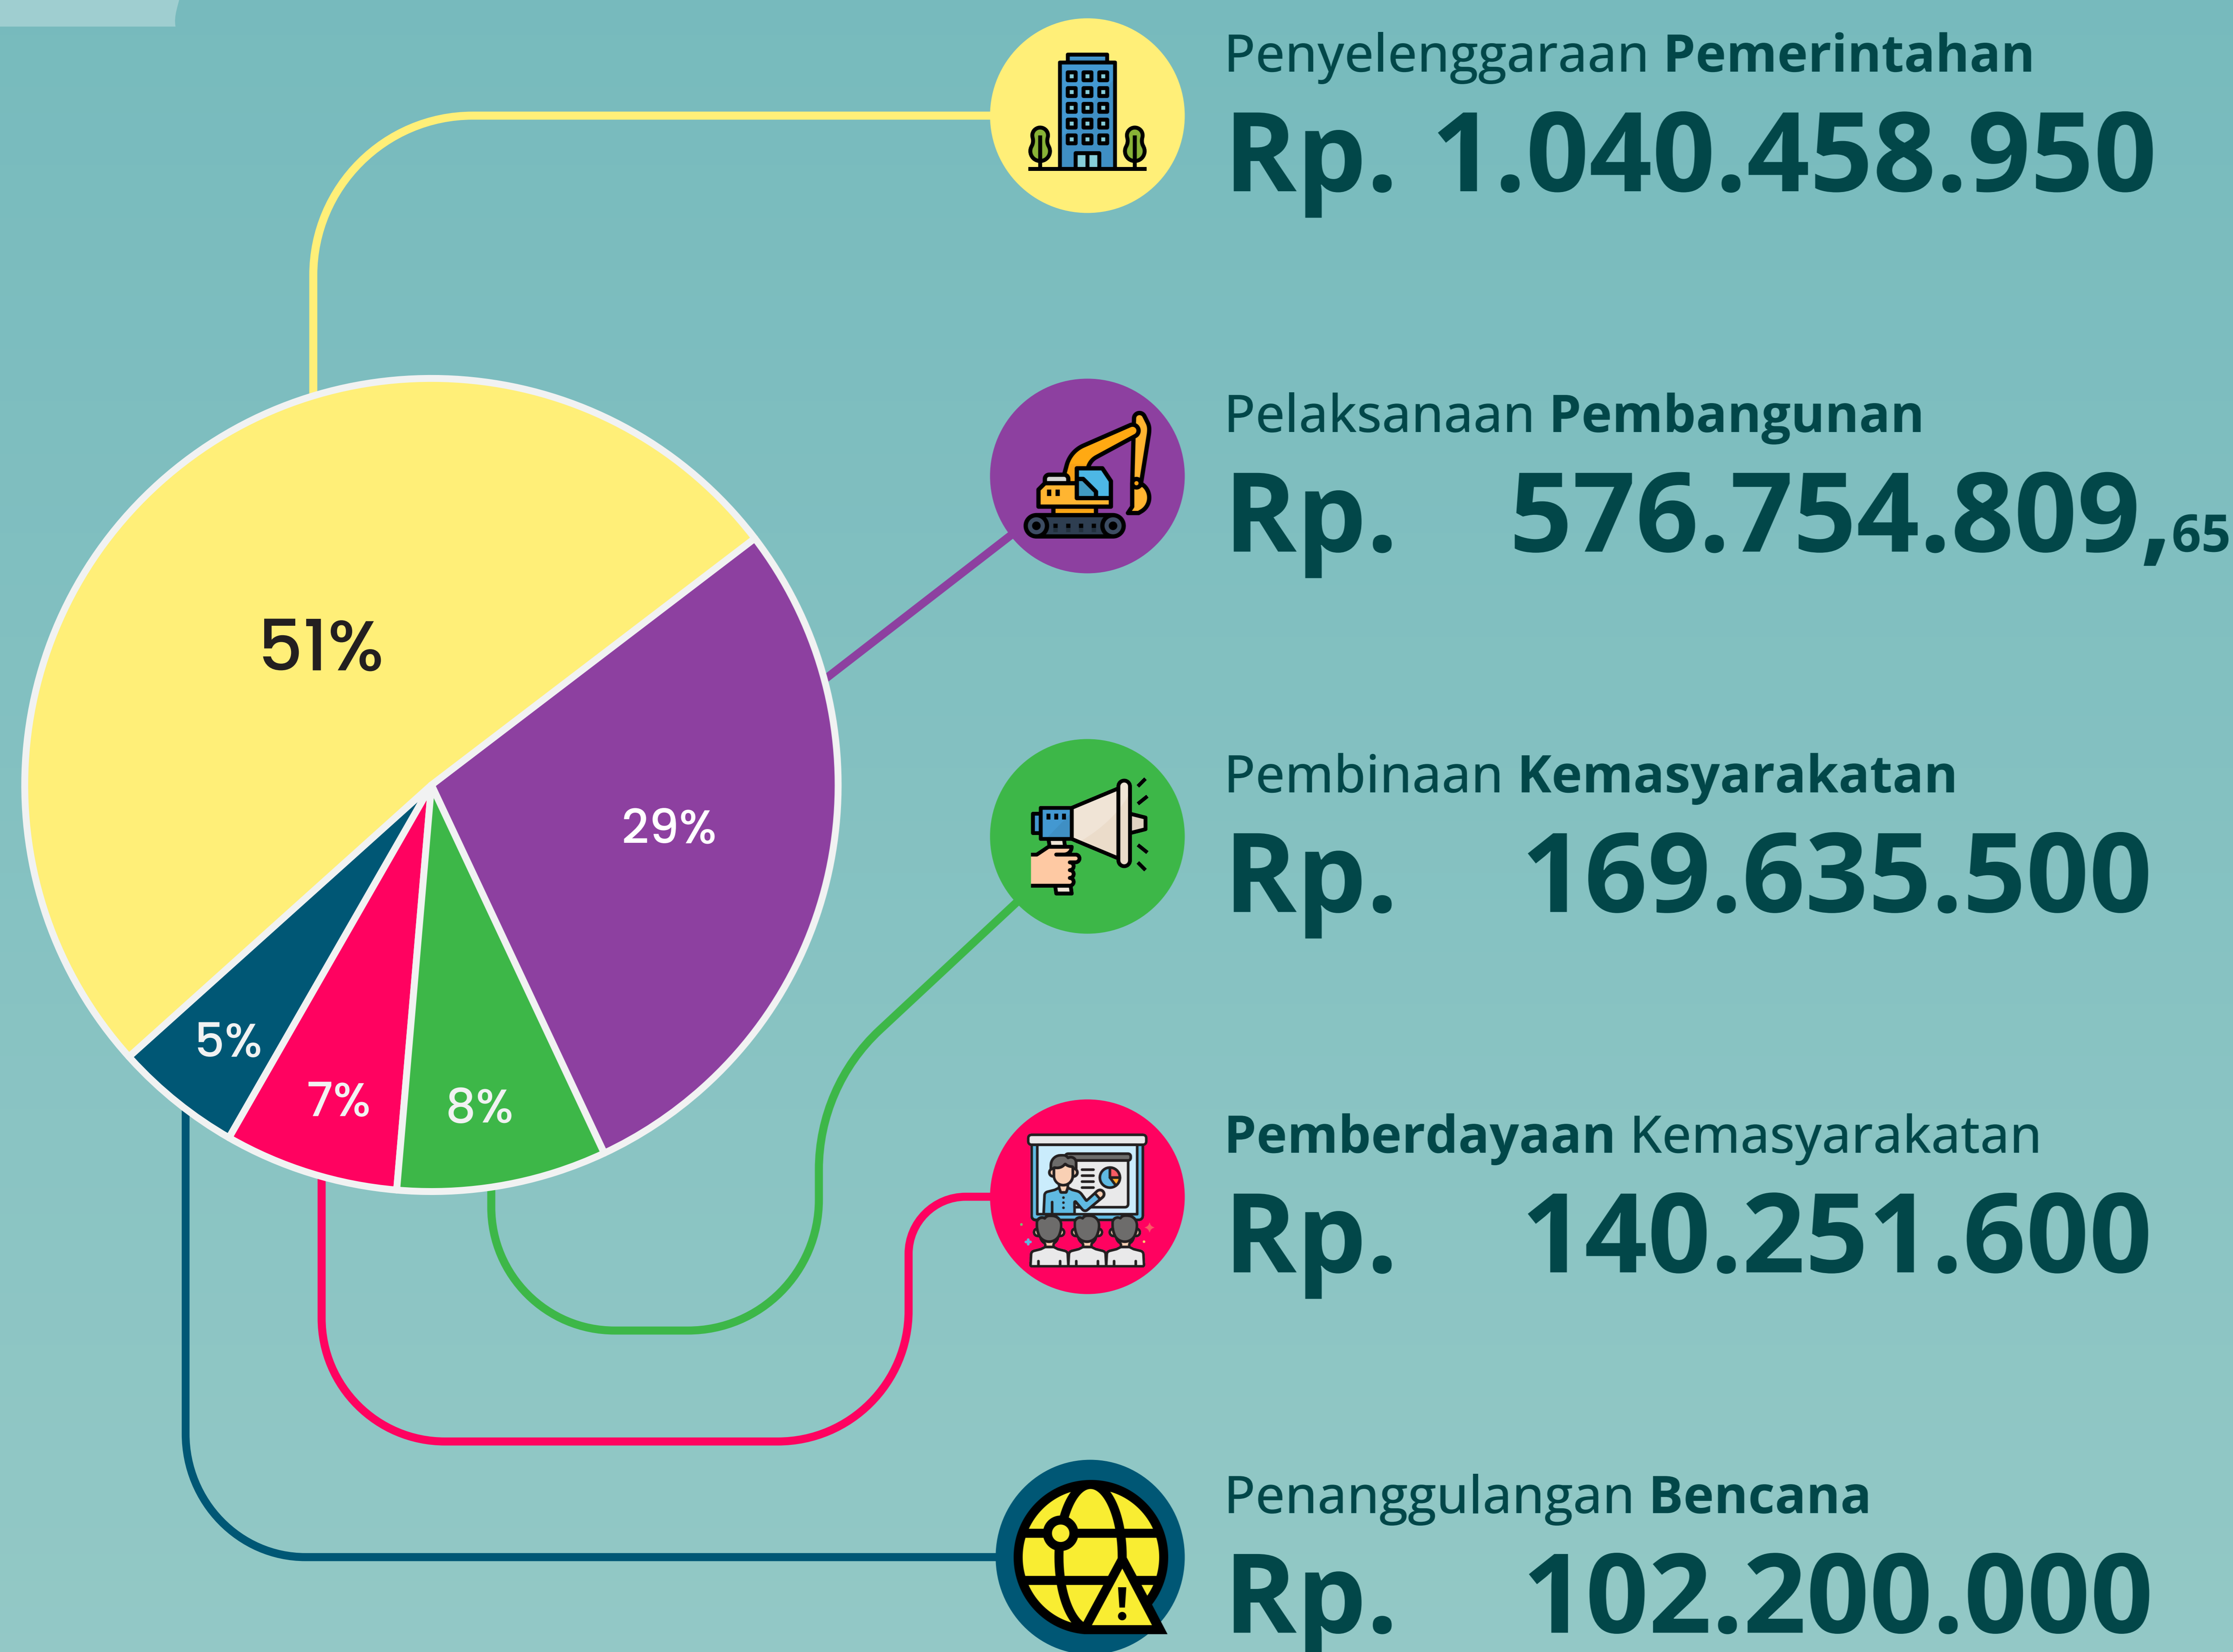 Penyelenggaraan Pemerintahan
Rp. 1.040.458.950
Pelaksanaan Pembangunan
Rp. 576.754.809,65
51%
29%
Pembinaan Kemasyarakatan
Rp. 169.635.500
5%
7%
8%
Pemberdayaan Kemasyarakatan
Rp. 140.251.600
Penanggulangan Bencana
Rp. 102.200.000